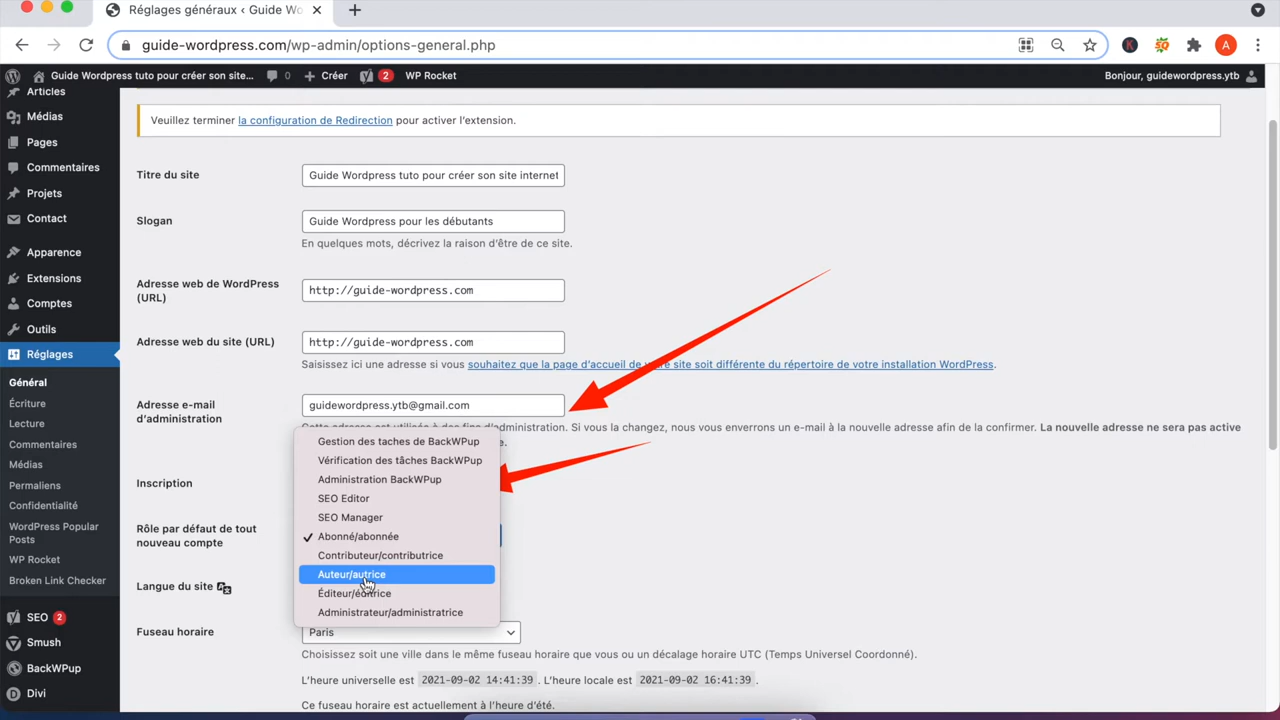 Réglages généraux ‹ Guide Wo
guide-wordpress.com/wp-admin/options-general.php
K
A
Guide Wordpress tuto pour créer son site...
0
Créer
2
WP Rocket
Bonjour, guidewordpress.ytb
Articles
Médias
Pages
Commentaires
Projets
Contact
Apparence
Extensions
Comptes
Outils
Réglages
Général
Écriture
Lecture
Commentaires
Médias
Permaliens
Confidentialité
WordPress Popular
Posts
WP Rocket
Broken Link Checker
SEO 2
Smush
BackWPup
Divi
Veuillez terminer la configuration de Redirection pour activer l'extension.
Titre du site
Guide Wordpress tuto pour créer son site internet
Slogan
Guide Wordpress pour les débutants
En quelques mots, décrivez la raison d'être de ce site.
Adresse web de WordPress
(URL)
http://guide-wordpress.com
Adresse web du site (URL)
http://guide-wordpress.com
Saisissez ici une adresse si vous souhaitez que la page d'accueil de votre site soit différente du répertoire de votre installation WordPress.
Adresse e-mail
d'administration
guidewordpress.ytb@gmail.com
Cette adresse est utilisée à des fins d'administration. Si vous la changez, nous vous enverrons un e-mail à la nouvelle adresse afin de la confirmer. La nouvelle adresse ne sera pas active
Inscription
Rôle par défaut de tout
nouveau compte
Gestion des taches de BackWPup
Vérification des tâches BackWPup
Administration BackWPup
SEO Editor
SEO Manager
✓ Abonné/abonnée
Contributeur/contributrice
Auteur/autrice
Éditeur/éditrice
Administrateur/administratrice
Langue du site
Fuseau horaire
Paris
Choisissez soit une ville dans le même fuseau horaire que vous ou un décalage horaire UTC (Temps Universel Coordonné).
L'heure universelle est 2021-09-02 14:41:39 . L'heure locale est 2021-09-02 16:41:39 .
Ce fuseau horaire est actuellement à l'heure d'été.